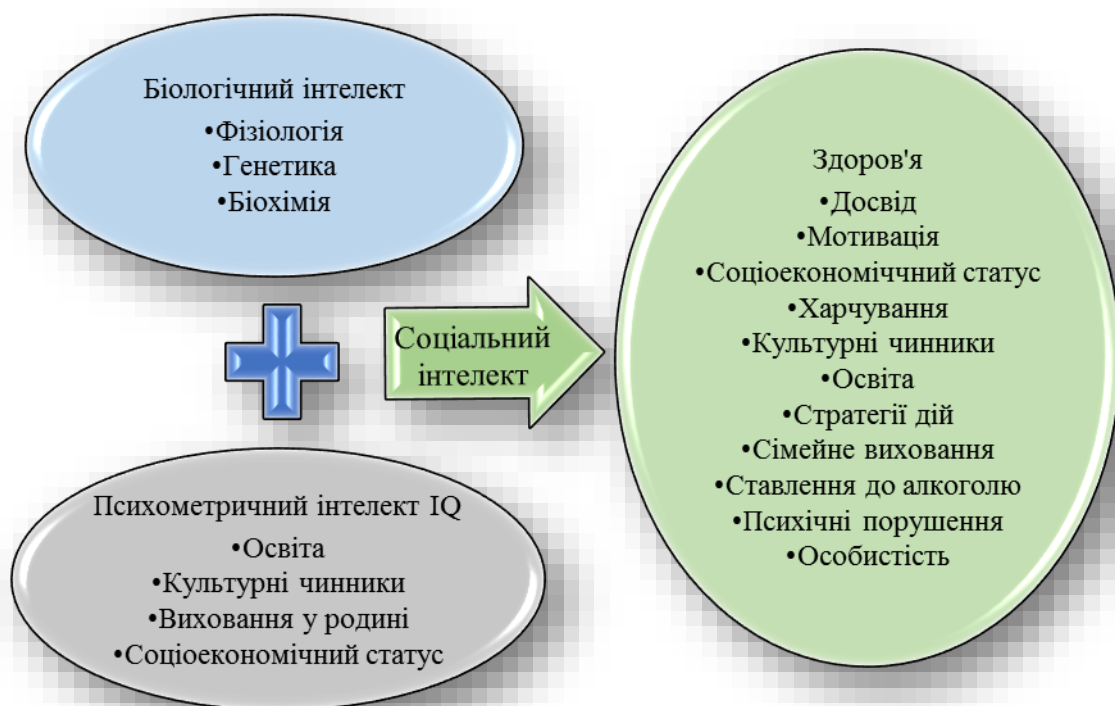 Біологічний інтелект
•Фізіологія
•Генетика
•Біохімія
Соціальний
інтелект
Психометричний інтелект IQ
•Освіта
•Культурні чинники
•Виховання у родині
•Соціоекономічний статус
Здоров'я
•Досвід
•Мотивація
•Соціоекономіччний статус
•Харчування
•Культурні чинники
•Освіта
•Стратегії дій
•Сімейне виховання
•Ставлення до алкоголю
•Психічні порушення
•Особистість